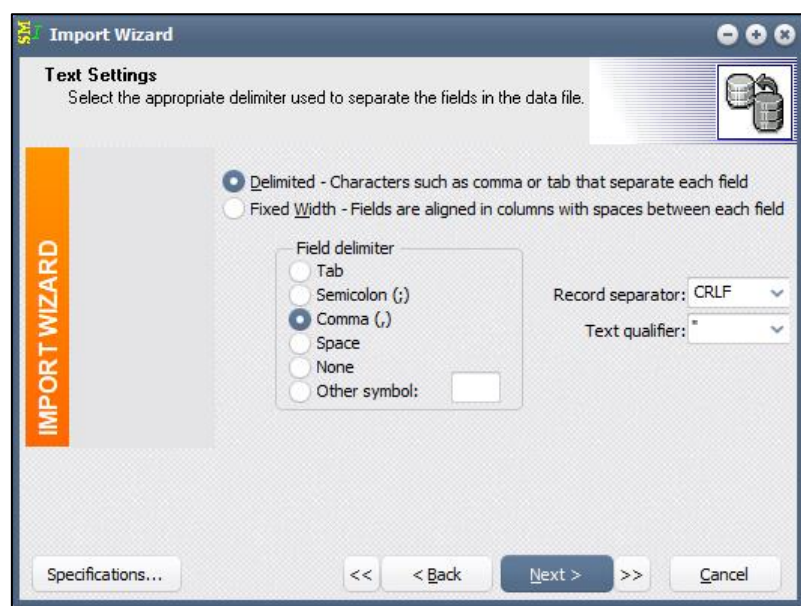 SMI Import Wizard
Text Settings
Select the appropriate delimiter used to separate the fields in the data file.
IMPORT WIZARD
Delimited - Characters such as comma or tab that separate each field
Fixed Width - Fields are aligned in columns with spaces between each field
Field delimiter
Tab
Semicolon (;)
Comma (,)
Space
None
Other symbol:
Record separator: CRLF
Text qualifier: "
Specifications... << < Back Next > >> Cancel